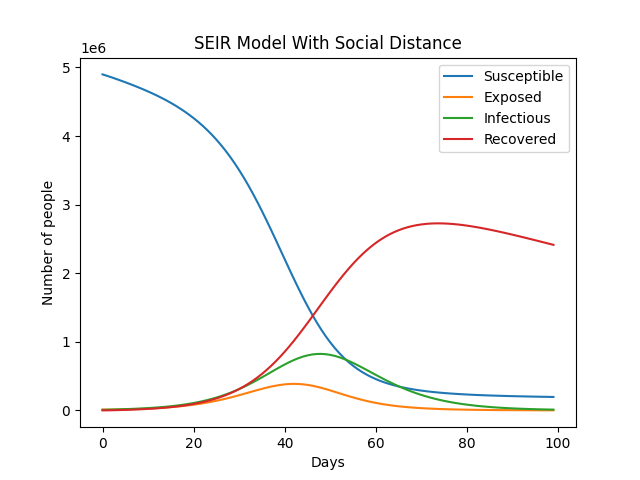 SEIR Model With Social Distance
1e6
5
4
3
2
1
0
Number of people
Susceptible
Exposed
Infectious
Recovered
0 20 40 60 80 100
Days